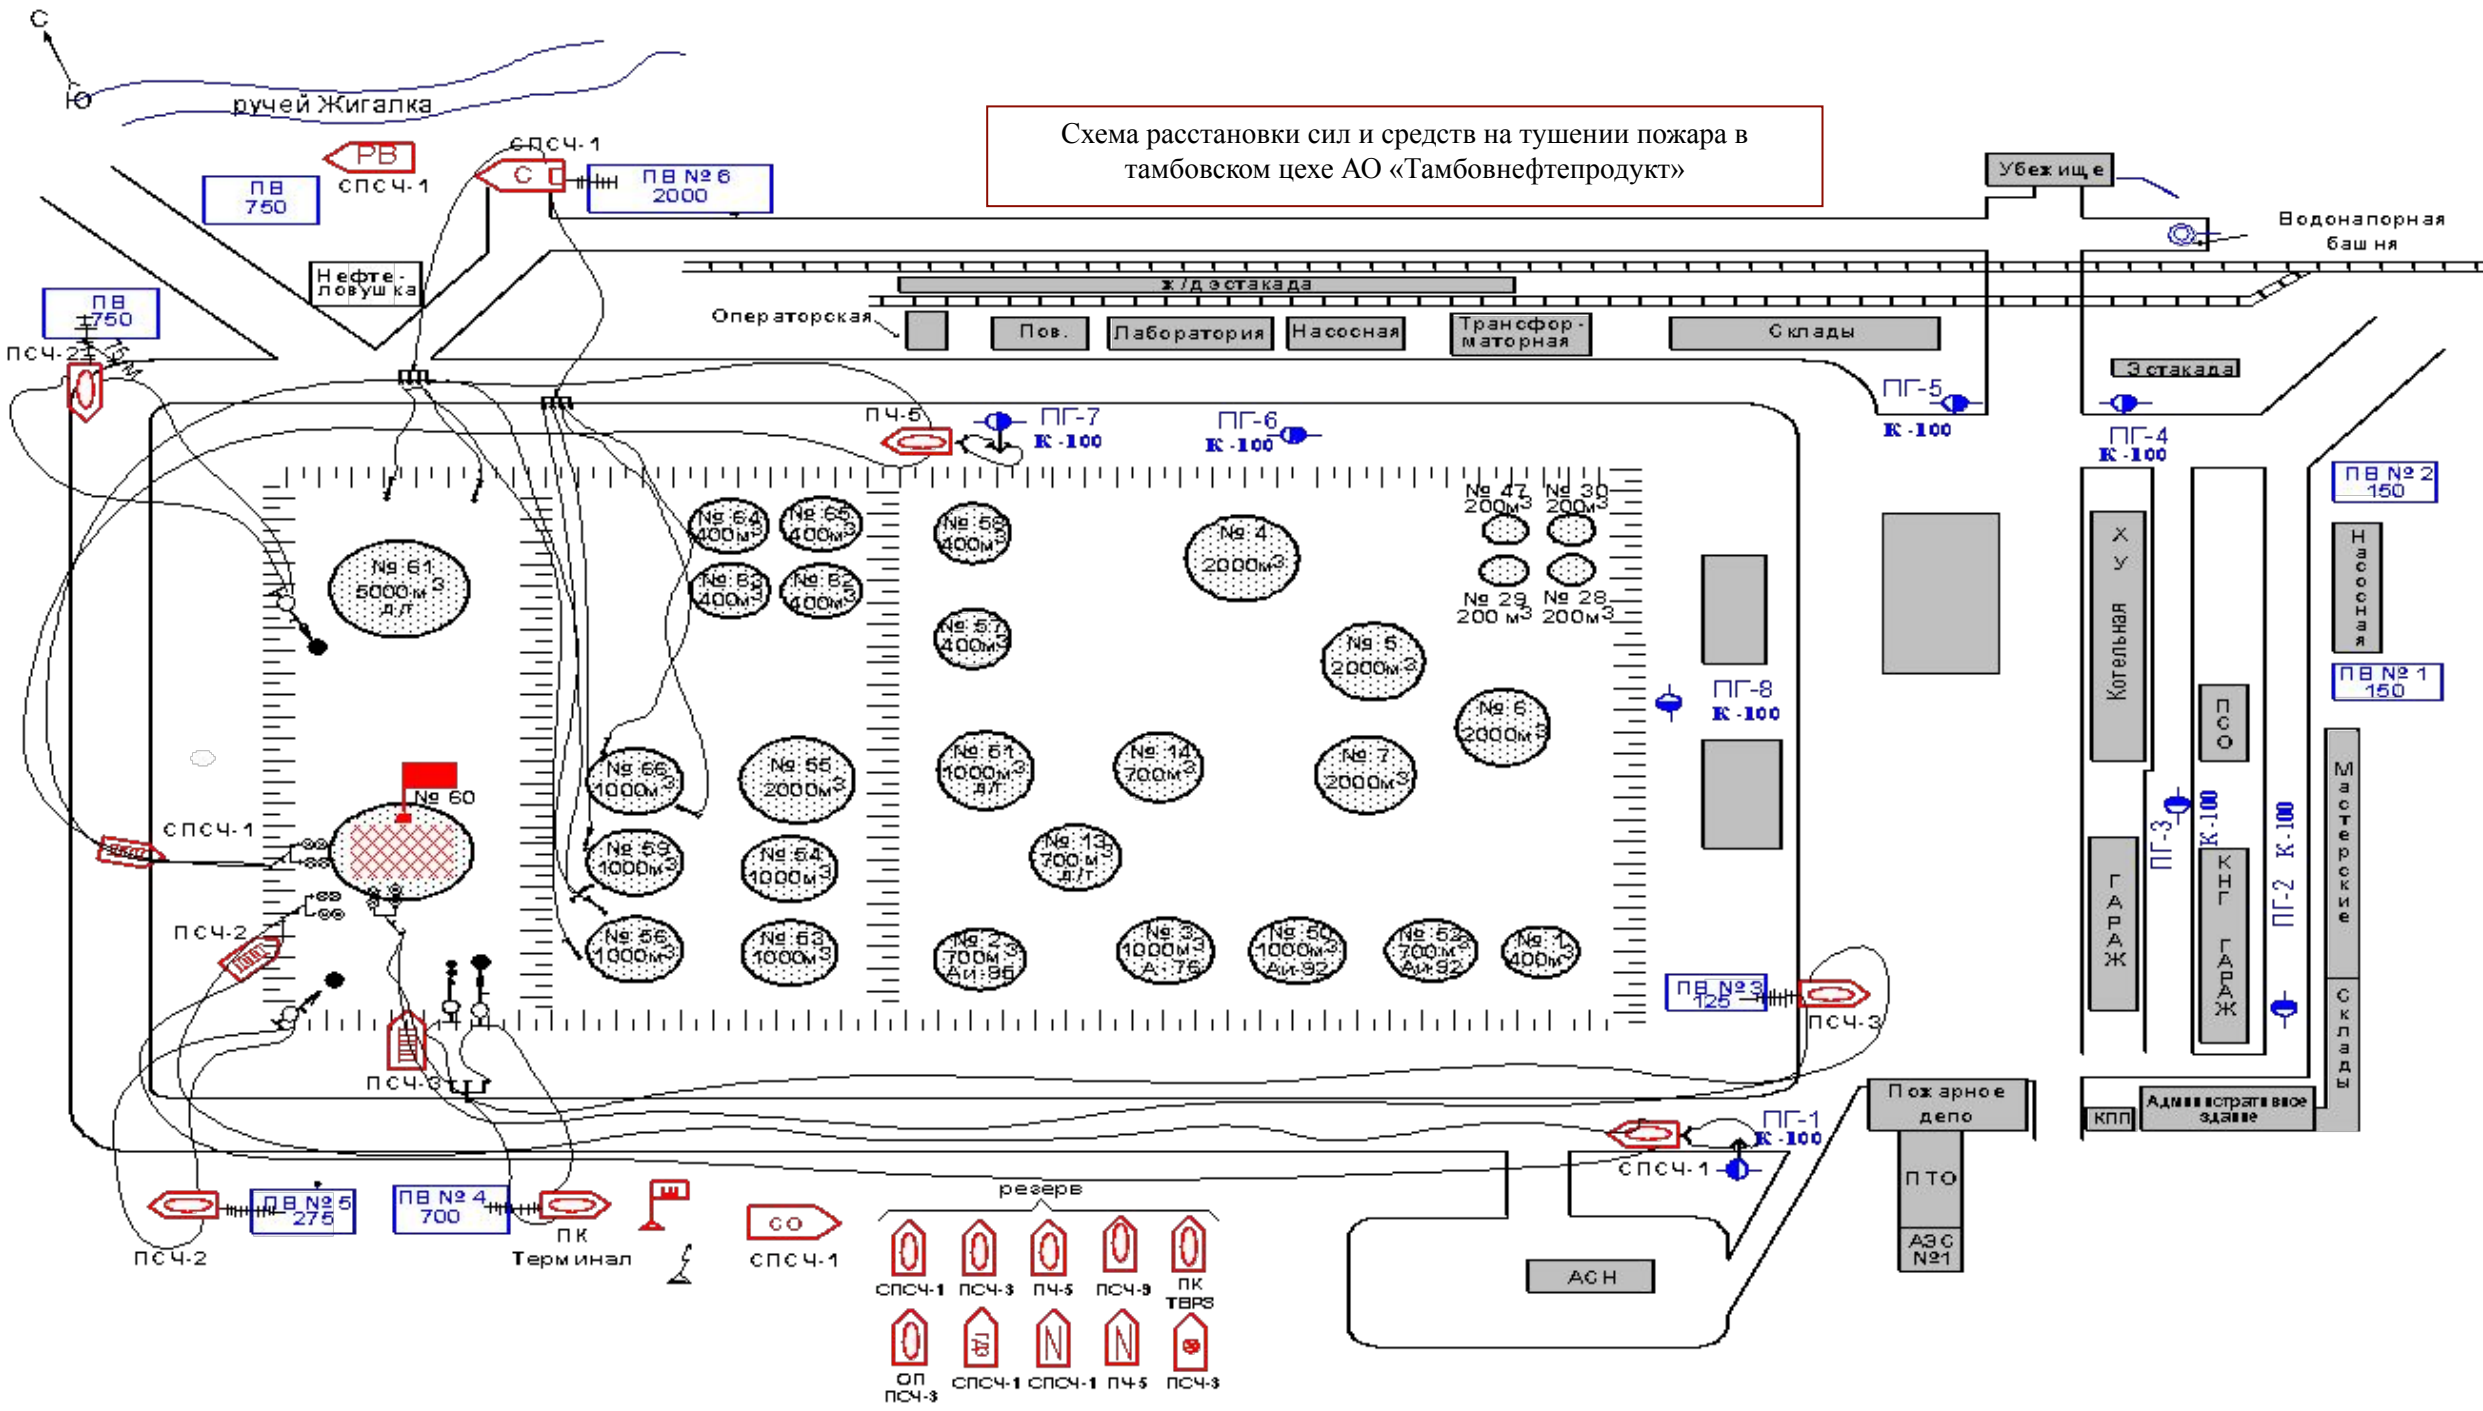 С
Ю
ручей Жигалка
Схема расстановки сил и средств на тушении пожара в
тамбовском цехе АО «Тамбовнефтепродукт»
РВ
СПСЧ-1
ПВ
750
СПСЧ-1
С
ПВ № 6
2000
Убежище
Водонапорная
башня
Нефте-
ловушка
ПВ
750
ПСЧ-2
ж/д эстакада
Операторская
Пов.
Лаборатория
Насосная
Трансфор-
маторная
Склады
Эстакада
ПЧ-5
ПГ-7
К-100
ПГ-6
К-100
ПГ-5
К-100
ПГ-4
К-100
ПВ № 2
150
Насосная
ПВ № 1
150
№ 61
5000м3
д/т
№ 64
400м3
№ 65
400м3
№ 63
400м3
№ 62
400м3
№ 58
400м3
№ 57
400м3
№ 4
2000м3
№ 47
200м3
№ 30
200м3
№ 29
200 м3
№ 28
200м3
№ 5
2000м3
№ 6
2000м3
№ 7
2000м3
ПГ-8
К-100
Х У
Котельная
ПСО
Мастерские
№ 60
СПСЧ-1
№ 66
1000м3
№ 55
2000м3
№ 51
1000м3
д/т
№ 14
700м3
№ 59
1000м3
№ 54
1000м3
№ 13
700 м3
д/т
ПГ-3
К-100
ПГ-2 К-100
ГАРАЖ
КНГ ГАРАЖ
Склады
ПСЧ-2
№ 56
1000м3
№ 53
1000м3
№ 2
700м3
№ 3
1000м3
А-76
№ 50
1000м3
Аи-92
№ 52
700м3
Аи-92
№ 1
400м3
ПВ № 3
125
ПСЧ-3
ПСЧ-3
Пожарное
депо
КПП
Административное
здание
ПГ-1
К-100
СПСЧ-1
ПТО
АЗС
№1
АСН
ПВ № 5
275
ПСЧ-2
ПВ № 4
700
ПК
Терминал
СО
СПСЧ-1
резерв
СПСЧ-1
ПСЧ-3
ПЧ-5
ПСЧ-9
ПК
ТВРЗ
ГДЗ
ОП
ПСЧ-3
СПСЧ-1
СПСЧ-1
ПЧ-5
ПСЧ-3